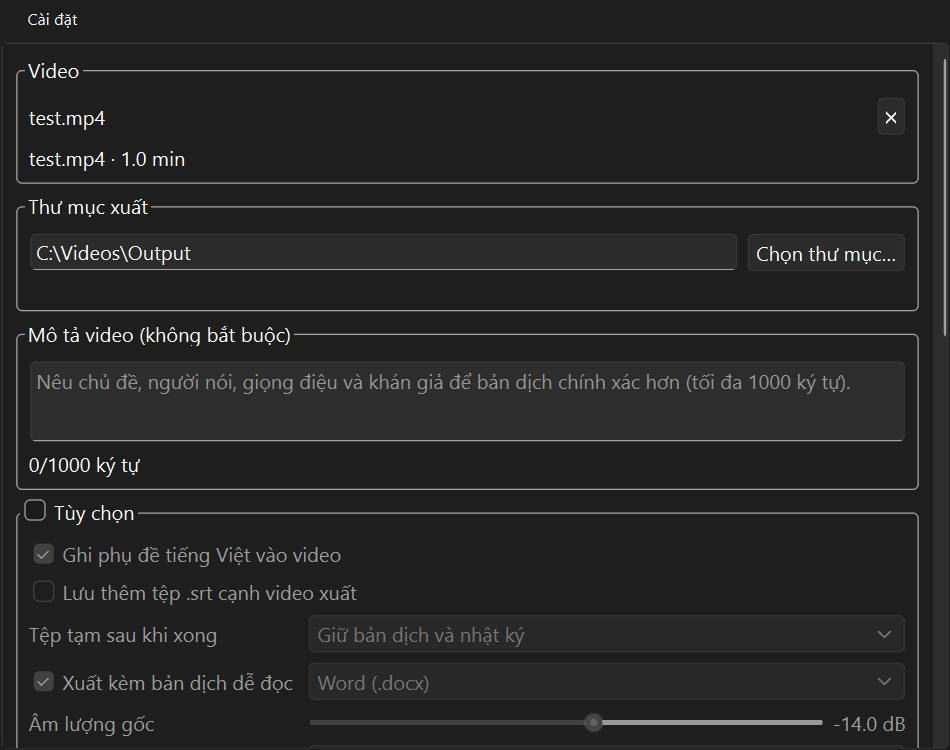 Cài đặt
Video
test.mp4
test.mp4 · 1.0 min
Thư mục xuất
C:\Videos\Output
Chọn thư mục...
Mô tả video (không bắt buộc)
Nêu chủ đề, người nói, giọng điệu và khán giả để bản dịch chính xác hơn (tối đa 1000 ký tự).
0/1000 ký tự
Tùy chọn
Ghi phụ đề tiếng Việt vào video
Lưu thêm tệp .srt cạnh video xuất
Tệp tạm sau khi xong
Giữ bản dịch và nhật ký
Xuất kèm bản dịch dễ đọc
Word (.docx)
Âm lượng gốc
-14.0 dB